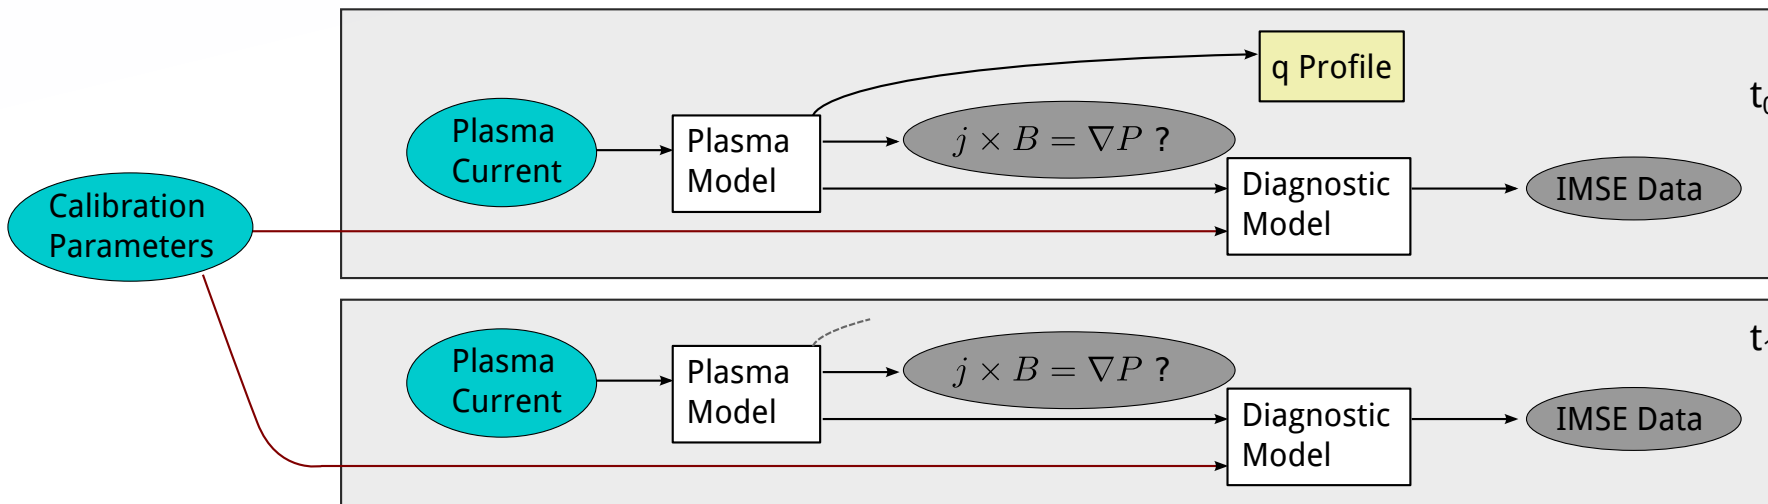 q Profile
t₀
Plasma
Current
Plasma
Model
j × B = ∇P ?
Diagnostic
Model
IMSE Data
Calibration
Parameters
Plasma
Current
Plasma
Model
j × B = ∇P ?
Diagnostic
Model
IMSE Data